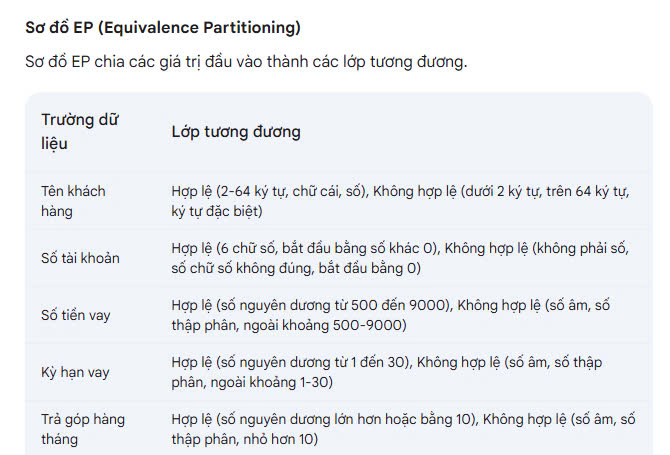 Sơ đồ EP (Equivalence Partitioning)
Sơ đồ EP chia các giá trị đầu vào thành các lớp tương đương.
Trường dữ liệu
Lớp tương đương
Tên khách hàng
Hợp lệ (2-64 ký tự, chữ cái, số), Không hợp lệ (dưới 2 ký tự, trên 64 ký tự,
ký tự đặc biệt)
Số tài khoản
Hợp lệ (6 chữ số, bắt đầu bằng số khác 0), Không hợp lệ (không phải số,
số chữ số không đúng, bắt đầu bằng 0)
Số tiền vay
Hợp lệ (số nguyên dương từ 500 đến 9000), Không hợp lệ (số âm, số
thập phân, ngoài khoảng 500-9000)
Kỳ hạn vay
Hợp lệ (số nguyên dương từ 1 đến 30), Không hợp lệ (số âm, số thập
phân, ngoài khoảng 1-30)
Trả góp hàng tháng
Hợp lệ (số nguyên dương lớn hơn hoặc bằng 10), Không hợp lệ (số âm, số
thập phân, nhỏ hơn 10)